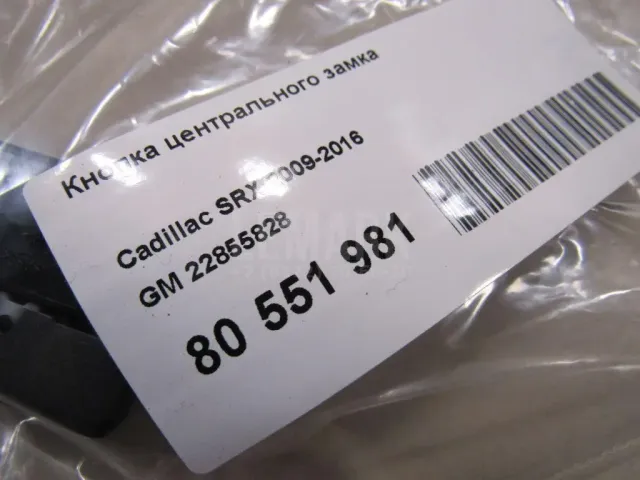 Кнопка центрального замка
Cadillac SRX 2009-2016
GM 22855828
80 551 981